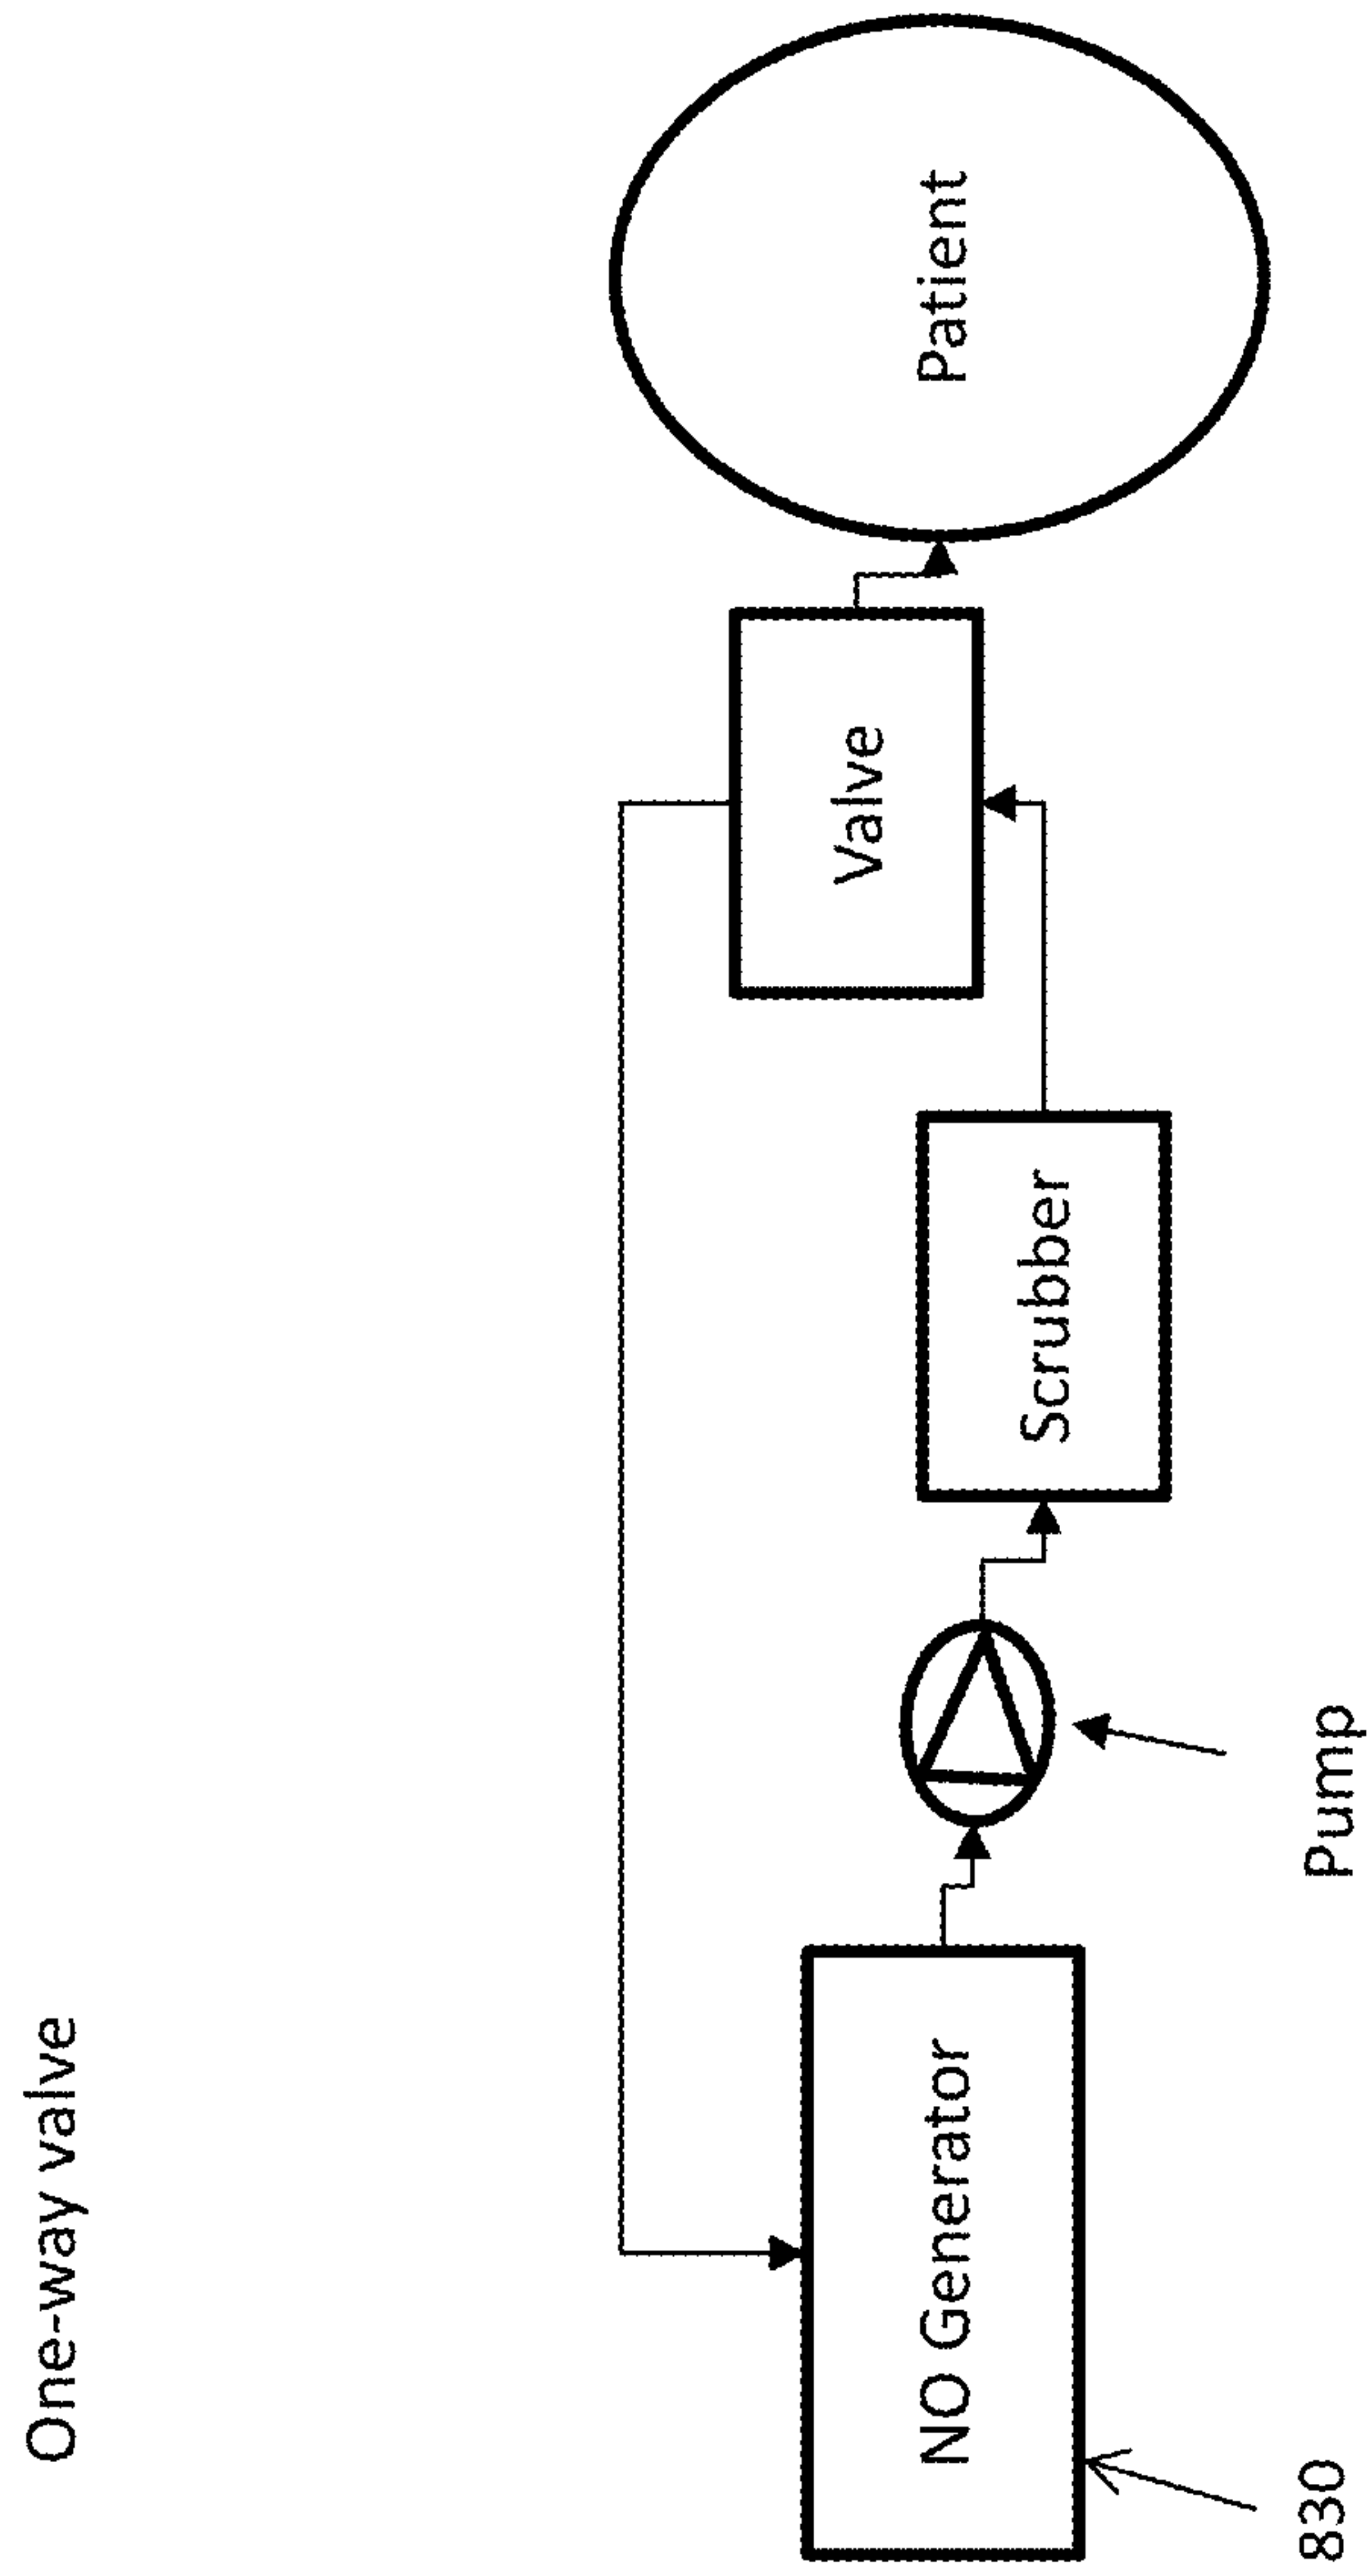 One-way valve
NO Generator
Scrubber
Valve
Patient
830
Pump